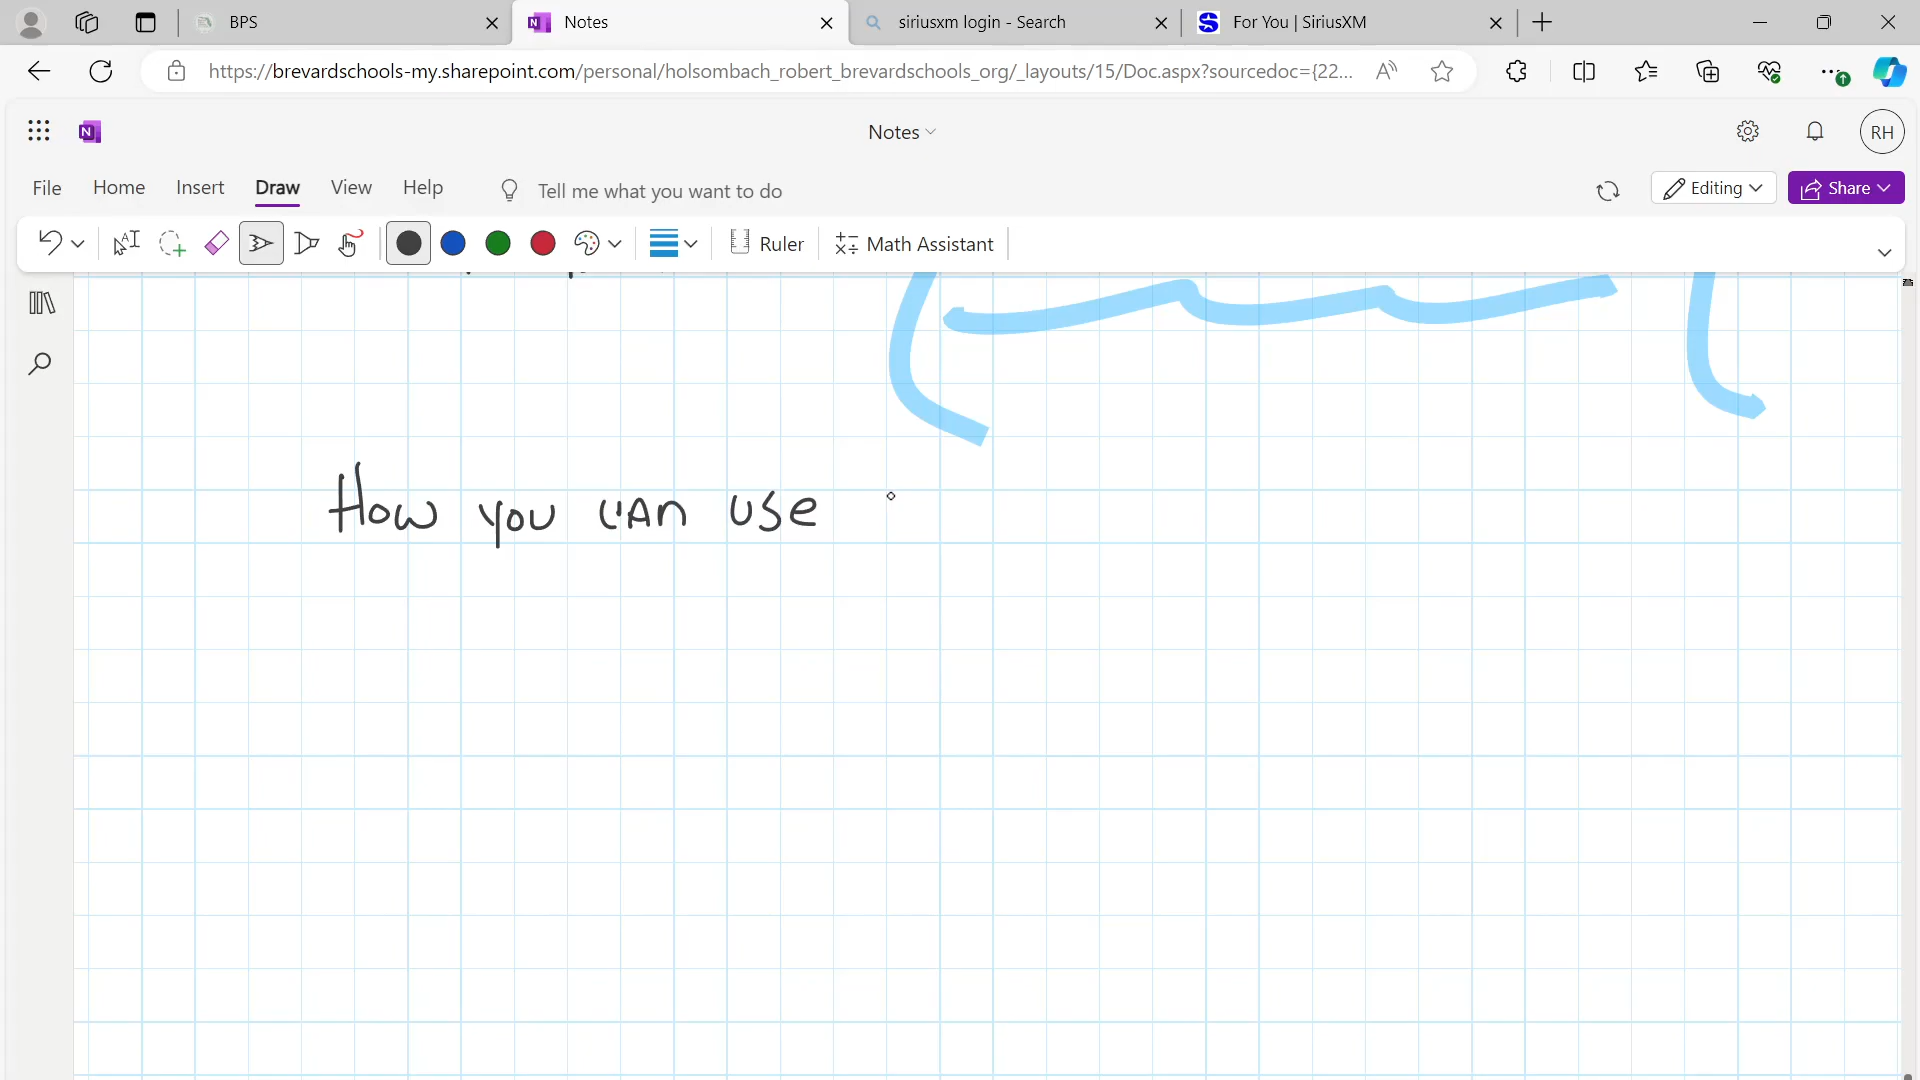 BPS Notes siriusxm login - Search For You | SiriusXM
https://brevardschools-my.sharepoint.com/personal/holsombach_robert_brevardschools_org/_layouts/15/Doc.aspx?sourcedoc={22...
N Notes RH
File Home Insert Draw View Help Tell me what you want to do Editing Share
Ruler Math Assistant
How you can use